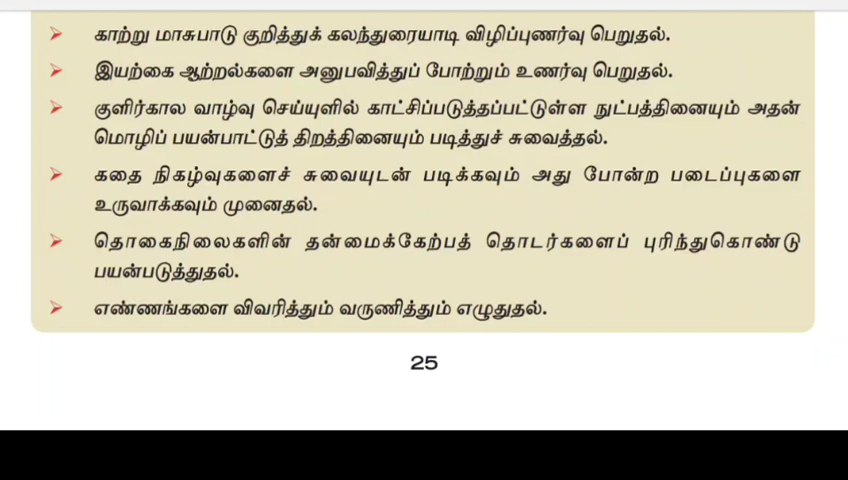 காற்று மாசுபாடு குறித்துக் கலந்துரையாடி விழிப்புணர்வு பெறுதல்.
இயற்கை ஆற்றல்களை அனுபவித்துப் போற்றும் உணர்வு பெறுதல்.
குளிர்கால வாழ்வு செய்யுளில் காட்சிப்படுத்தப்பட்டுள்ள நுட்பத்தினையும் அதன்
மொழிப் பயன்பாட்டுத் திறத்தினையும் படித்துச் சுவைத்தல்.
கதை நிகழ்வுகளைச் சுவையுடன் படிக்கவும் அது போன்ற படைப்புகளை
உருவாக்கவும் முனைதல்.
தொகைநிலைகளின் தன்மைக்கேற்பத் தொடர்களைப் புரிந்துகொண்டு
பயன்படுத்துதல்.
எண்ணங்களை விவரித்தும் வருணித்தும் எழுதுதல்.
25